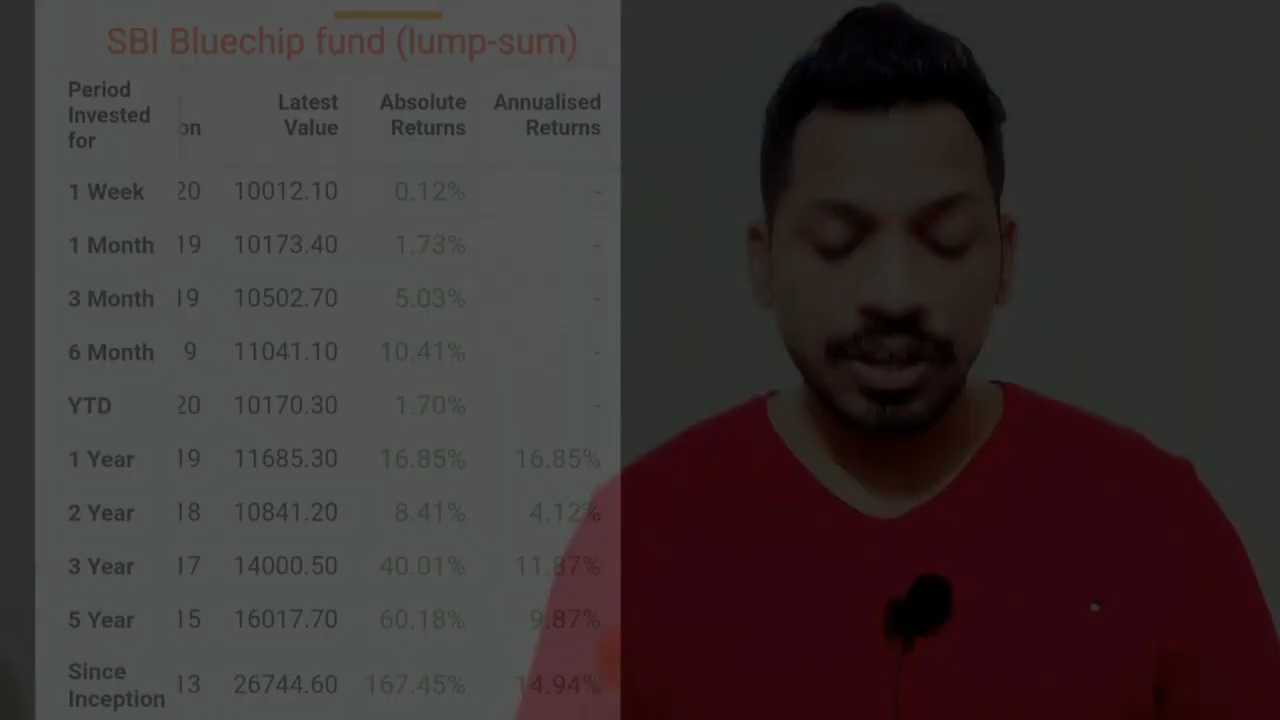 SBI Bluechip fund (lump-sum)
Period Invested for on Latest Value Absolute Returns Annualised Returns
1 Week 20 10012.10 0.12% -
1 Month 19 10173.40 1.73% -
3 Month 19 10502.70 5.03% -
6 Month 9 11041.10 10.41% -
YTD 20 10170.30 1.70% -
1 Year 19 11685.30 16.85% 16.85%
2 Year 18 10841.20 8.41% 4.12%
3 Year 17 14000.50 40.01% 11.87%
5 Year 15 16017.70 60.18% 9.87%
Since Inception 13 26744.60 167.45% 14.94%